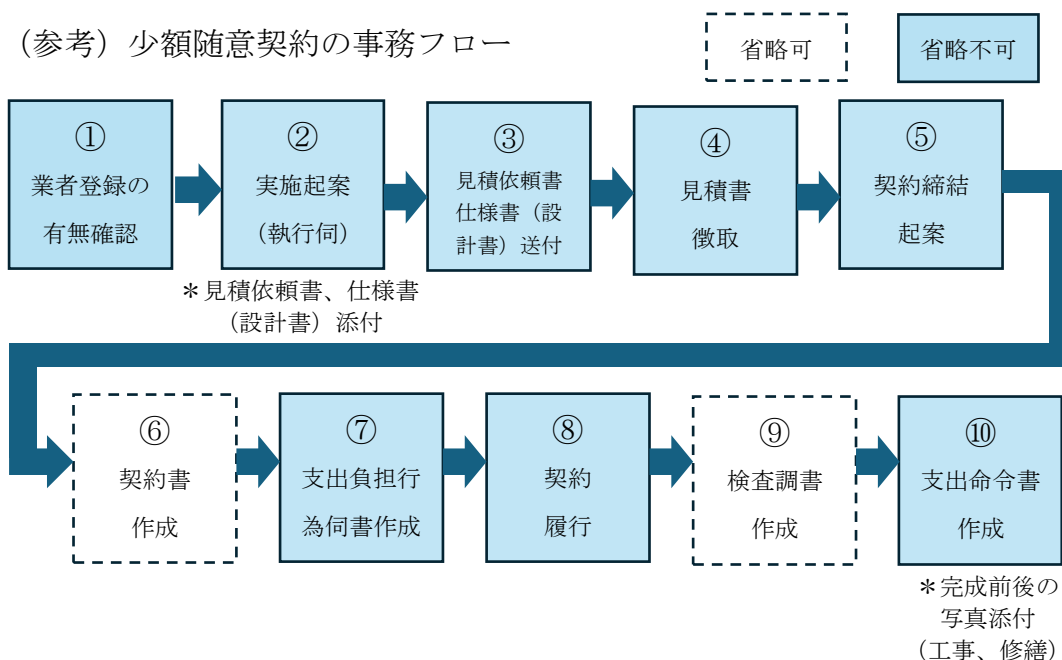 (参考) 少額随意契約の事務フロー
省略可
省略不可
①
業者登録の
有無確認
②
実施起案
(執行伺)
＊見積依頼書、仕様書
(設計書) 添付
③
見積依頼書
仕様書（設
計書）送付
④
見積書
徴取
⑤
契約締結
起案
⑥
契約書
作成
⑦
支出負担行
為伺書作成
⑧
契約
履行
⑨
検査調書
作成
⑩
支出命令書
作成
＊完成前後の
写真添付
（工事、修繕）